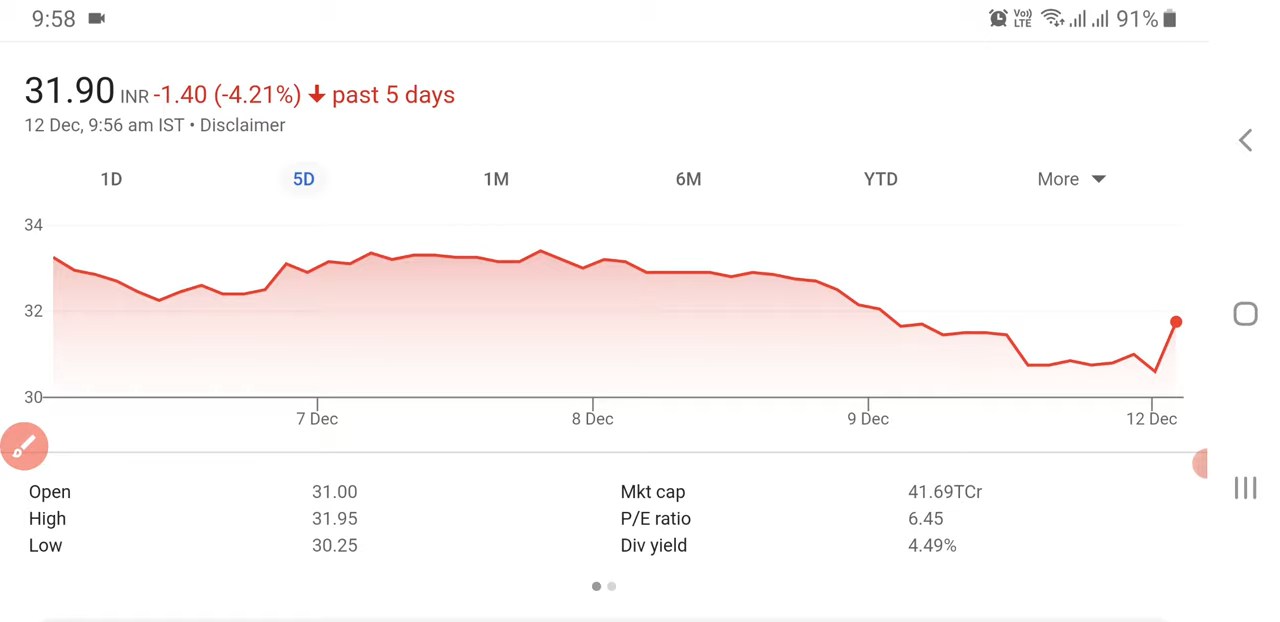 9:58 Vo) LTE 91%
31.90 INR -1.40 (-4.21%) past 5 days
12 Dec, 9:56 am IST • Disclaimer
1D 5D 1M 6M YTD More
34
32
30
7 Dec 8 Dec 9 Dec 12 Dec
Open 31.00 Mkt cap 41.69TCr
High 31.95 P/E ratio 6.45
Low 30.25 Div yield 4.49%